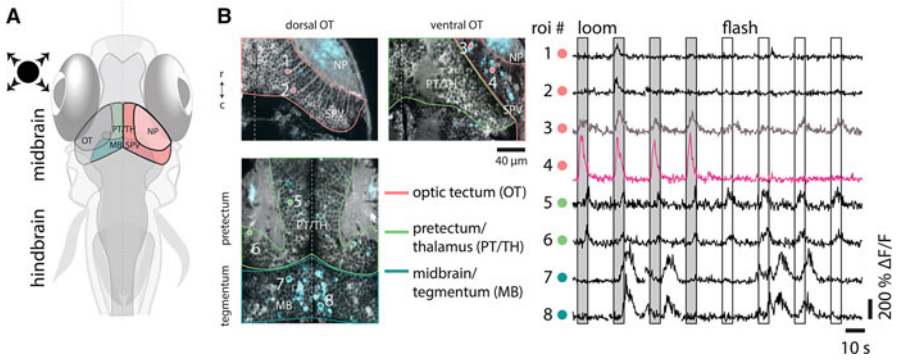 A
midbrain
hindbrain
OT
PT/TH
NP
MB
SPV
B
dorsal OT
ventral OT
r
c
1
2
NP
SPV
3
4
NP
PT/TH
SPV
40 µm
pretectum
tegmentum
5
6
PT/TH
7
8
MB
optic tectum (OT)
pretectum/
thalamus (PT/TH)
midbrain/
tegmentum (MB)
roi #
loom
flash
1
2
3
4
5
6
7
8
200 % ΔF/F
10 s